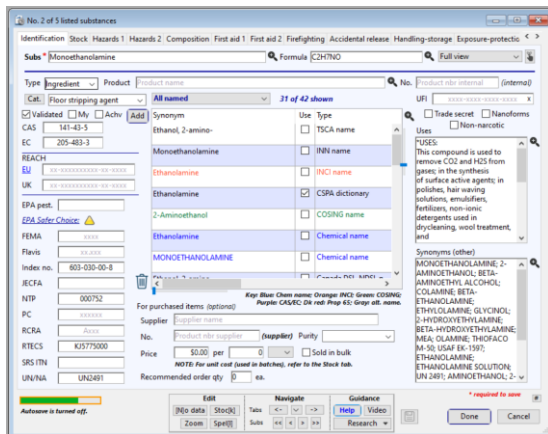 No. 2 of 5 listed substances
Identification Stock Hazards 1 Hazards 2 Composition First aid 1 First aid 2 Firefighting Accidental release Handling-storage Exposure-protectio
Subs * Monoethanolamine Formula C2H7NO Full view
Type Ingredient Product Product name No. Product nbr internal (internal)
Cat. Floor stripping agent All named 31 of 42 shown UFI xxxx-xxxx-xxxx-xxxx x
Validated My Achv Add
Trade secret Nanoforms
Non-narcotic
CAS 141-43-5
EC 205-483-3
REACH
EU xx-xxxxxxxxxx-xx-xxxx
UK xx-xxxxxxxxxx-xx-xxxx
EPA pest.
EPA Safer Choice:
FEMA xxxx
Flavis xx.xxx
Index no. 603-030-00-8
JECFA
NTP 000752
PC xxxxxx
RCRA Axxx
RTECS KJ5775000
SRS ITN
UN/NA UN2491
Synonym Use Type
Ethanol, 2-amino- TSCA name
Monoethanolamine INN name
Ethanolamine INCI name
Ethanolamine CSPA dictionary
2-Aminoethanol COSING name
Ethanolamine Chemical name
MONOETHANOLAMINE Chemical name
Key: Blue: Chem name; Orange: INCI; Green: COSING;
Purple: CAS/EC; Dk red: Prop 65; Gray: alt. name.
For purchased items (optional)
Supplier Supplier name
No. Product nbr supplier (supplier) Purity
Price $0.00 per 0 Sold in bulk
NOTE: For unit cost (used in batches), refer to the Stock tab.
Recommended order qty 0 ea.
Uses
*USES:
This compound is used to
remove CO2 and H2S from
gases; in the synthesis
of surface active agents; in
polishes, hair waving
solutions, emulsifiers,
fertilizers, non-ionic
detergents used in
drycleaning, wool treatment,
and
Synonyms (other)
MONOETHANOLAMINE; 2-
AMINOETHANOL; BETA-
AMINOETHYL ALCOHOL;
COLAMINE; BETA-
ETHANOLAMINE;
ETHYLOLAMINE; GLYCINOL;
2-HYDROXYETHYLAMINE;
BETA-HYDROXYETHYLAMINE;
MEA; OLAMINE; THIOFACO
M-50; USAF EK-1597;
ETHANOLAMINE;
ETHANOLAMINE SOLUTION;
UN 2491; AMINOETHANOL; 2-
* required to save
Autosave is turned off.
Edit Navigate Guidance
[N]o data Stoc[k] Tabs <- -> Help Video
Zoom Spel[l] Subs << < > >> Research
Done Cancel